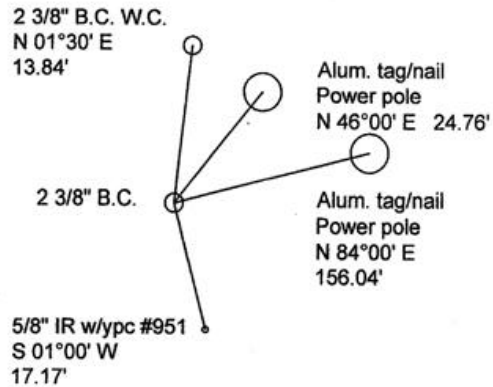 2 3/8" B.C. W.C.
N 01°30' E
13.84'
Alum. tag/nail
Power pole
N 46°00' E 24.76'
2 3/8" B.C.
Alum. tag/nail
Power pole
N 84°00' E
156.04'
5/8" IR w/ypc #951
S 01°00' W
17.17'